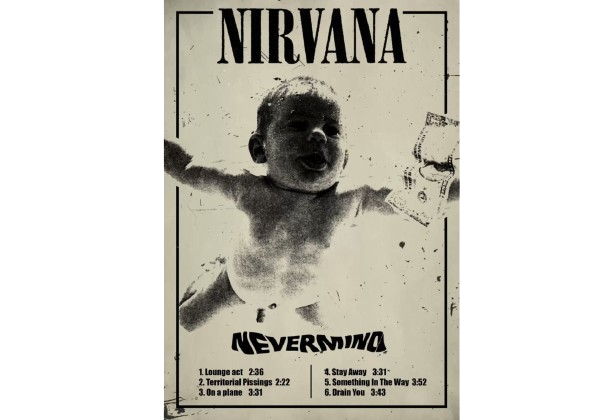 NIRVANA
NEVERMIND
1. Lounge act 2:36
2. Territorial Pissings 2:22
3. On a plane 3:31
4. Stay Away 3:31
5. Something In The Way 3:52
6. Drain You 3:43